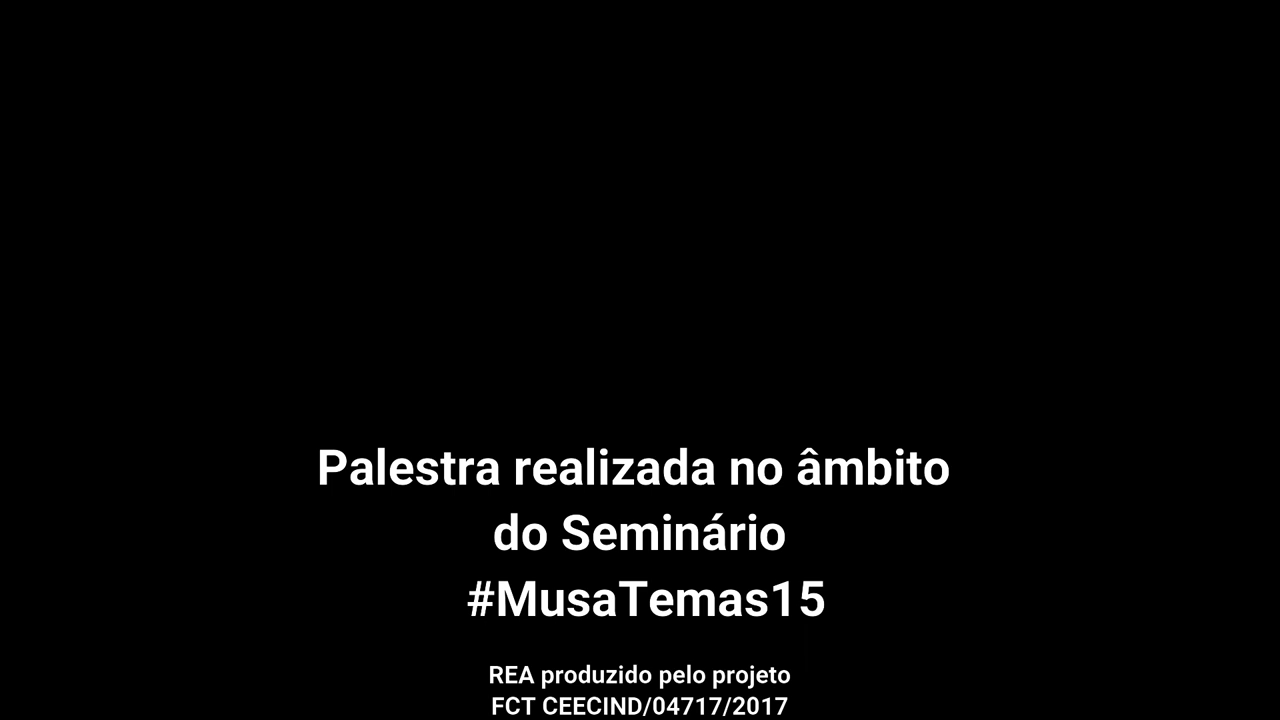 Palestra realizada no âmbito
do Seminário
#MusaTemas15
REA produzido pelo projeto
FCT CEECIND/04717/2017